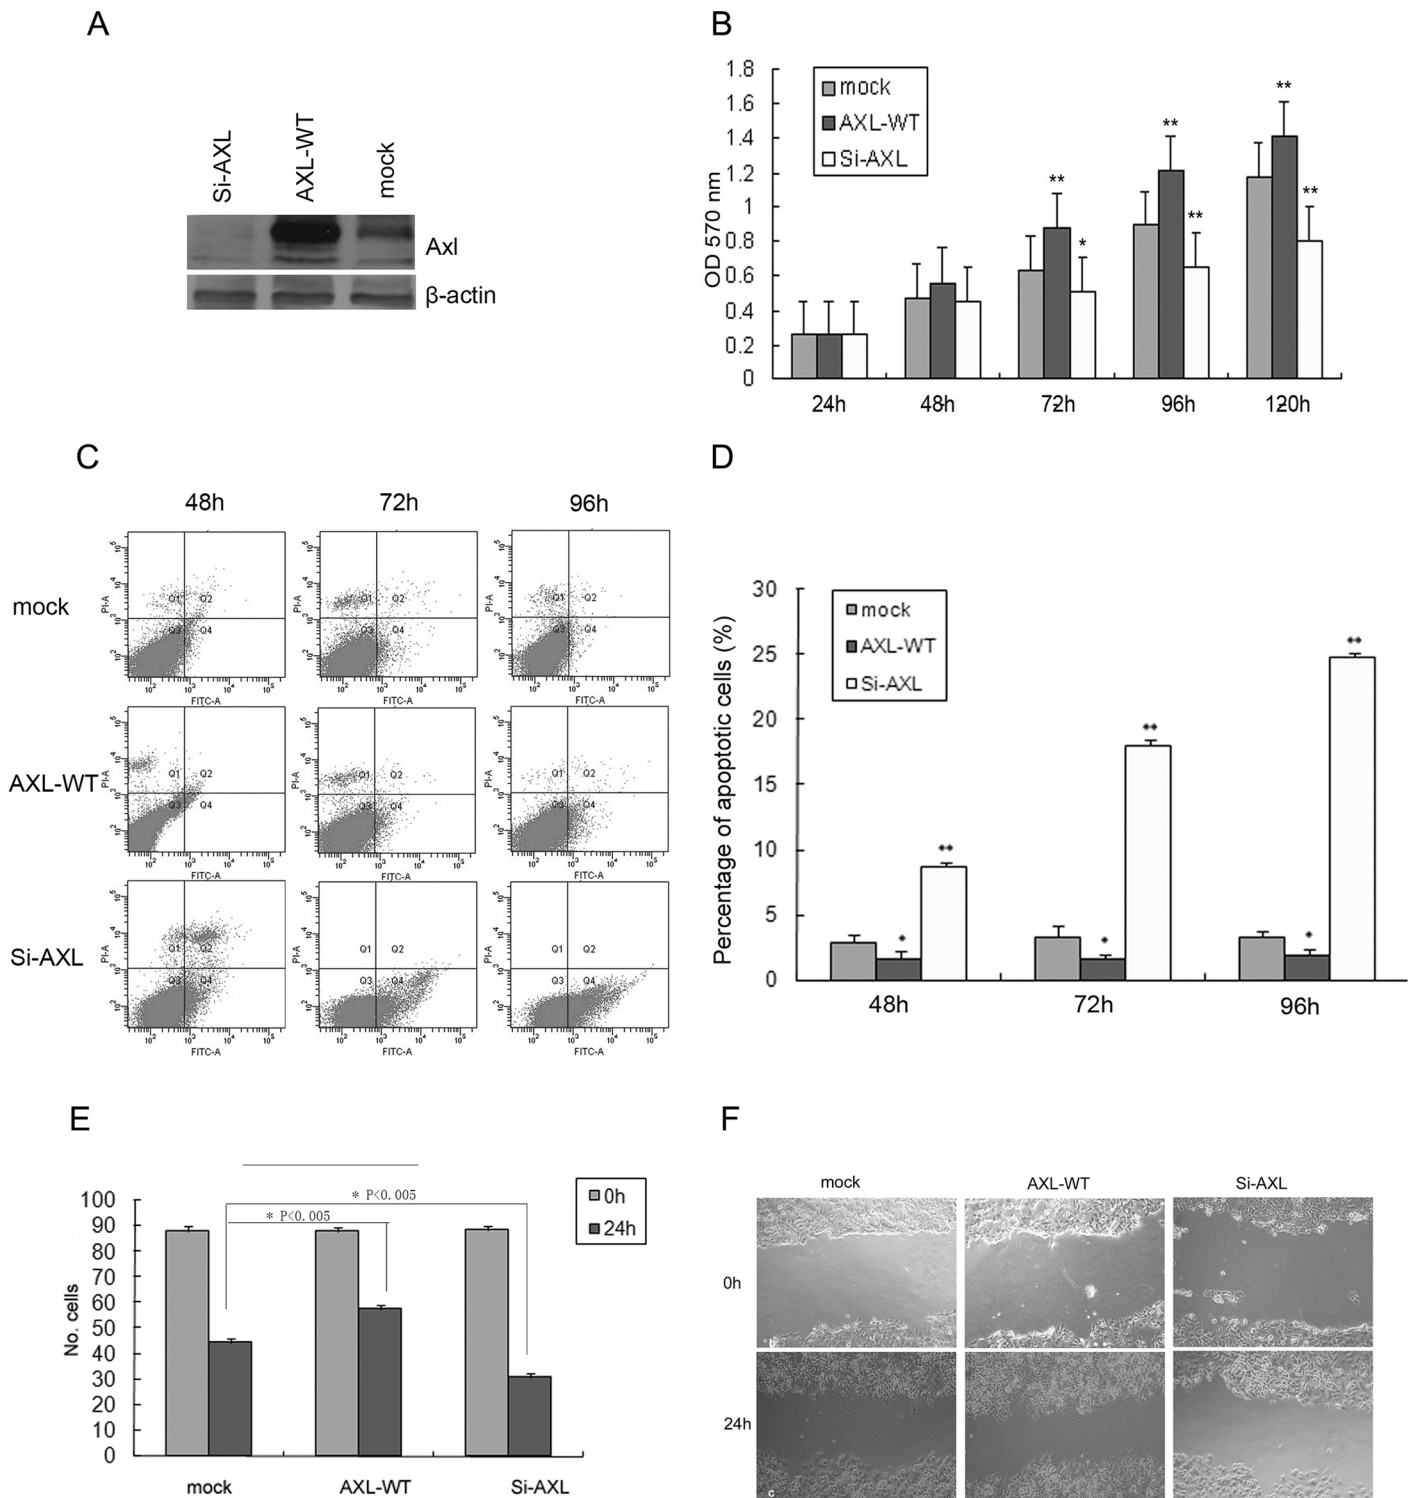 A
Si-AXL
AXL-WT
mock
Axl
β-actin
B
1.8
1.6
1.4
1.2
1
0.8
0.6
0.4
0.2
0
OD 570 nm
mock
AXL-WT
Si-AXL
** ** ** * ** **
24h 48h 72h 96h 120h
C
48h 72h 96h
mock
AXL-WT
Si-AXL
PI-A
FITC-A
Q1 Q2
Q3 Q4
10² 10³ 10⁴ 10⁵
D
30
25
20
15
10
5
0
Percentage of apoptotic cells (%)
mock
AXL-WT
Si-AXL
** ** **
* * *
48h 72h 96h
E
100
90
80
70
60
50
40
30
20
10
0
No. cells
* P<0.005
* P<0.005
0h
24h
mock AXL-WT Si-AXL
F
mock AXL-WT Si-AXL
0h
24h
c